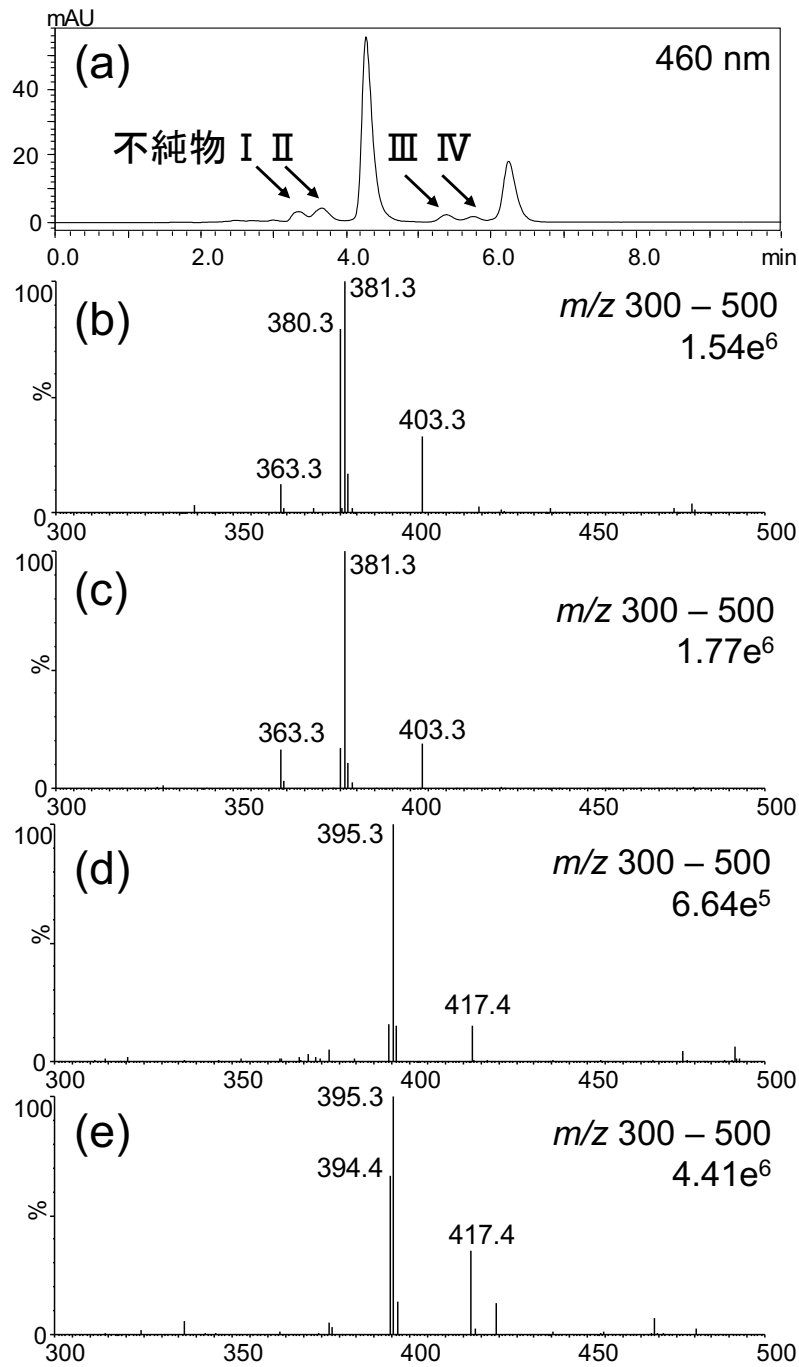 mAU
(a)
460 nm
40
不純物 Ⅰ Ⅱ
Ⅲ Ⅳ
20
0
0.0 2.0 4.0 6.0 8.0 min
100
(b)
381.3
m/z 300 – 500
380.3
1.54e⁶
%
403.3
363.3
0
300 350 400 450 500
100
(c)
381.3
m/z 300 – 500
1.77e⁶
%
363.3
403.3
0
300 350 400 450 500
100
395.3
(d)
m/z 300 – 500
6.64e⁵
%
417.4
0
300 350 400 450 500
100
395.3
(e)
m/z 300 – 500
394.4
4.41e⁶
%
417.4
0
300 350 400 450 500